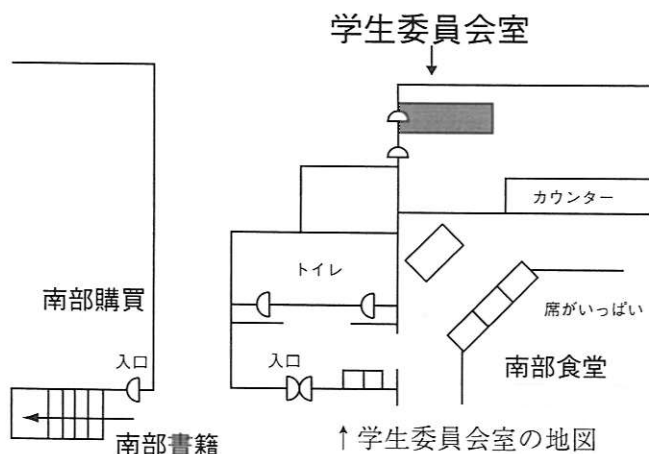 学生委員会室
カウンター
トイレ
南部購買
席がいっぱい
入口
入口
南部食堂
南部書籍
↑学生委員会室の地図